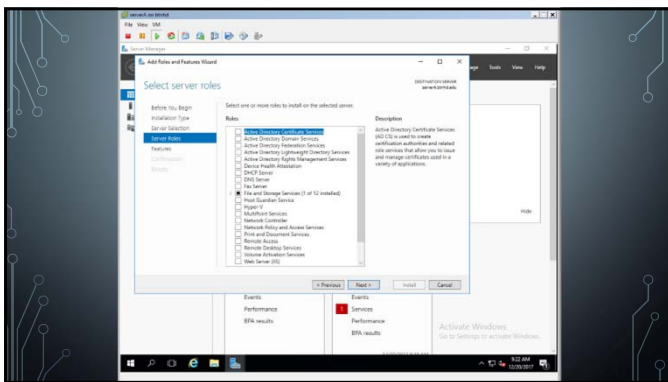 File View VM
Server Manager
Tools View Help
Add Roles and Features Wizard
Select server roles
DESTINATION SERVER
Before You Begin
Installation Type
Server Selection
Server Roles
Features
Confirmation
Results
Select one or more roles to install on the selected server.
Roles
Active Directory Certificate Services
Active Directory Domain Services
Active Directory Federation Services
Active Directory Lightweight Directory Services
Active Directory Rights Management Services
Device Health Attestation
DHCP Server
DNS Server
Fax Server
File and Storage Services (1 of 12 installed)
Host Guardian Service
Hyper-V
MultiPoint Services
Network Controller
Network Policy and Access Services
Print and Document Services
Remote Access
Remote Desktop Services
Volume Activation Services
Web Server (IIS)
Description
Active Directory Certificate Services
(AD CS) is used to create
certification authorities and related
role services that allow you to issue
and manage certificates used in a
variety of applications.
Hide
< Previous
Next >
Install
Cancel
Events
Performance
BPA results
Events
1 Services
Performance
BPA results
Activate Windows
Go to Settings to activate Windows.
9:22 AM
12/20/2017